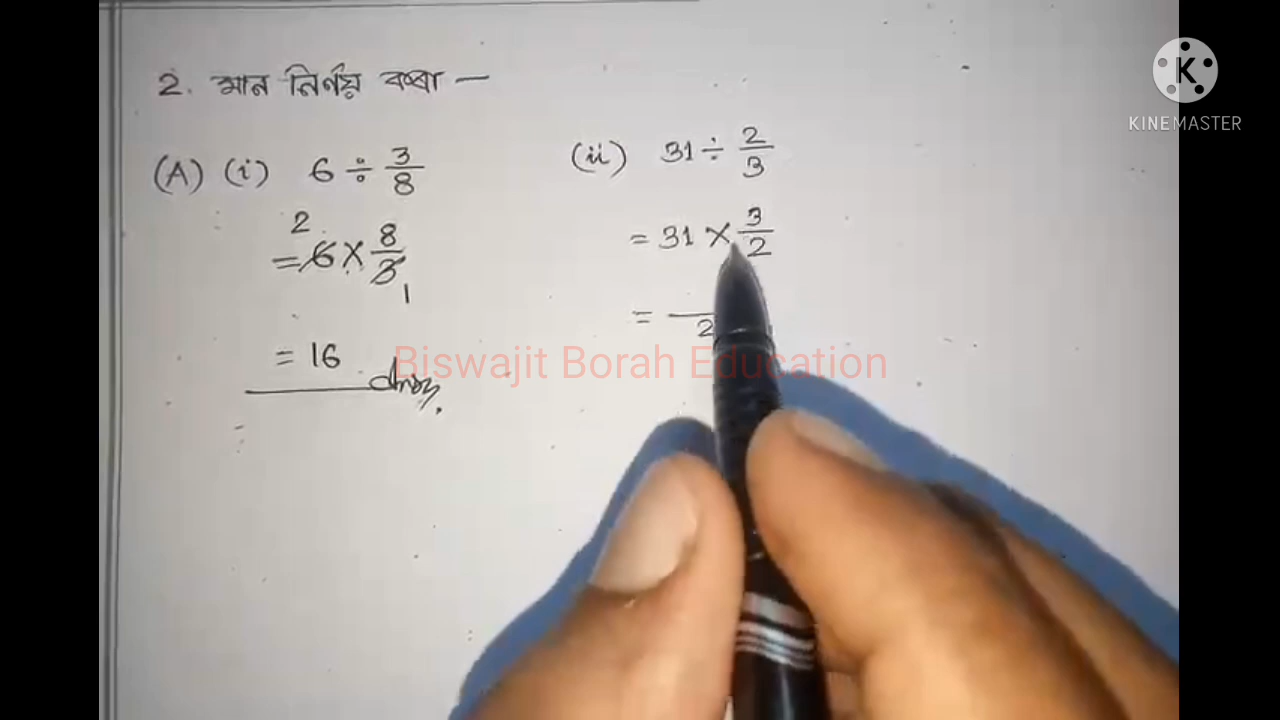 2. মান নিৰ্ণয় কৰা —
(A) (i) 6 ÷ 3/8
= 6 × 8/3
2
1
= 16 Ans,
(ii) 31 ÷ 2/3
= 31 × 3/2
= /2
Biswajit Borah Education
K
KINEMASTER